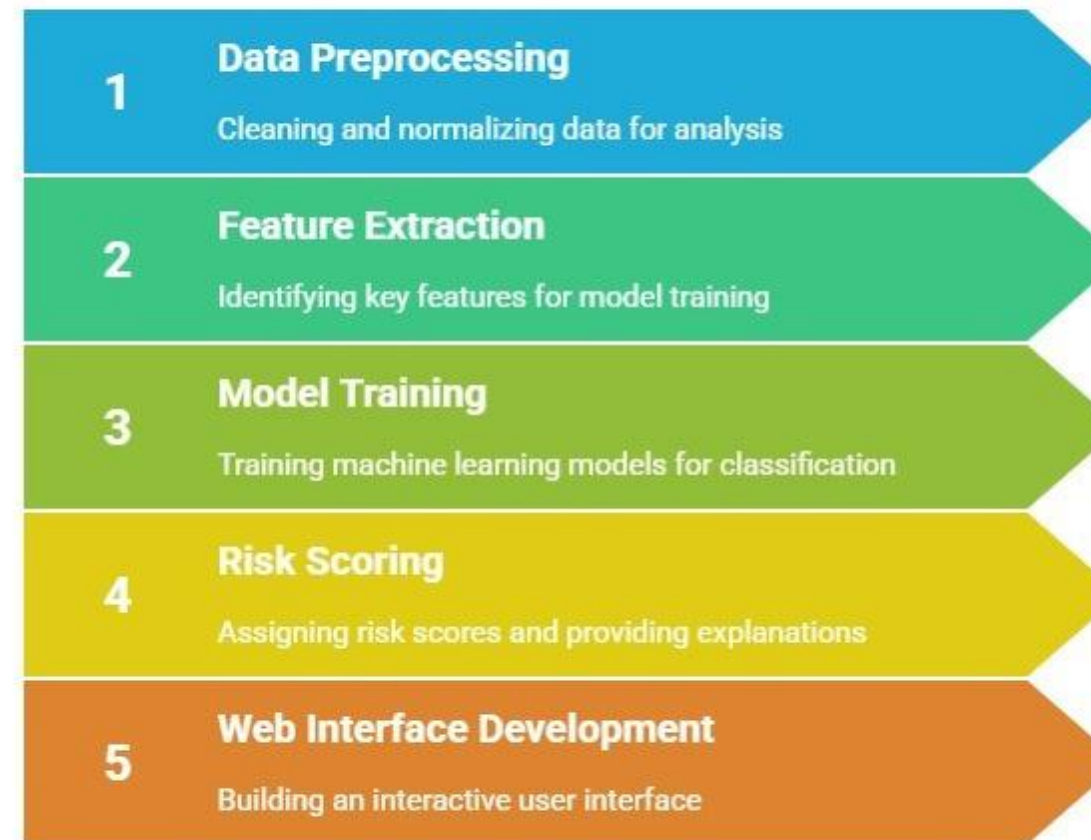 1
Data Preprocessing
Cleaning and normalizing data for analysis
2
Feature Extraction
Identifying key features for model training
3
Model Training
Training machine learning models for classification
4
Risk Scoring
Assigning risk scores and providing explanations
5
Web Interface Development
Building an interactive user interface